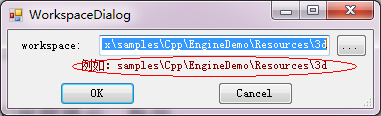 WorkspaceDialog
workspace: x\samples\Cpp\EngineDemo\Resources\3d ...
例如: samples\Cpp\EngineDemo\Resources\3d
OK Cancel